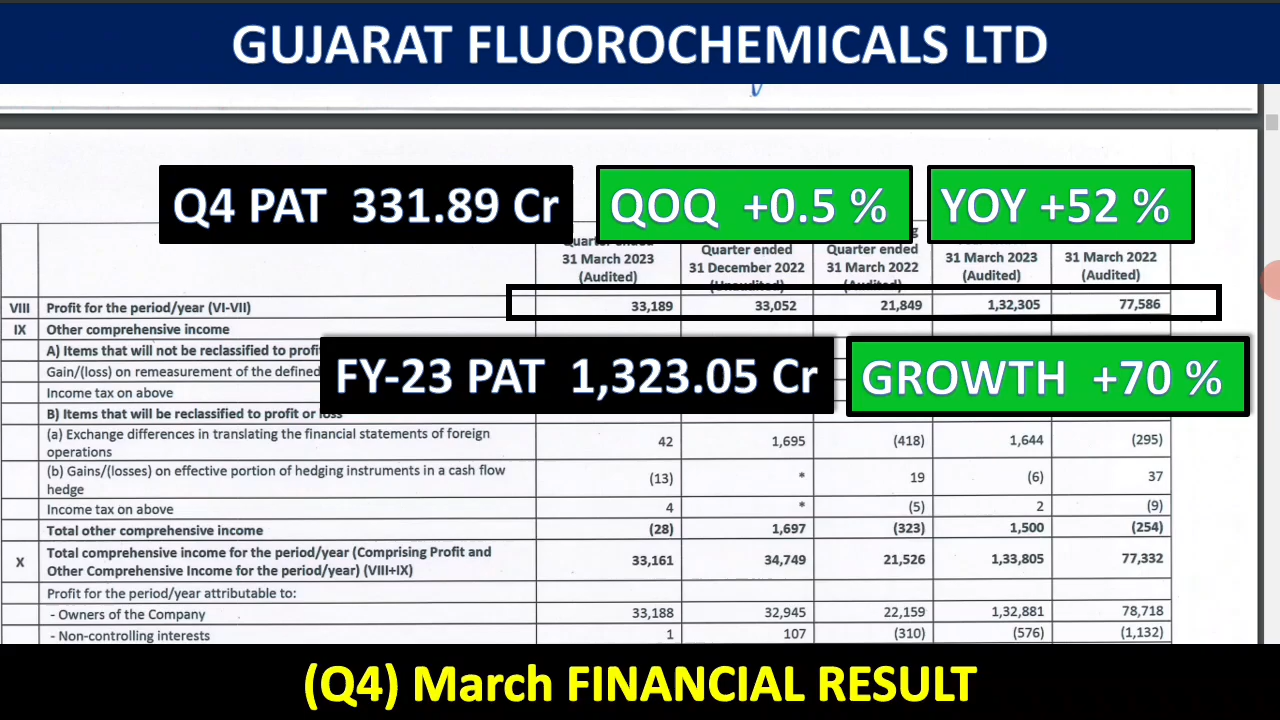 GUJARAT FLUOROCHEMICALS LTD
Q4 PAT 331.89 Cr QOQ +0.5 % YOY +52 %
Quarter ended Quarter ended Quarter ended
31 March 2023 31 December 2022 31 March 2022 31 March 2023 31 March 2022
(Audited) (Unaudited) (Audited) (Audited) (Audited)
VIII Profit for the period/year (VI-VII) 33,189 33,052 21,849 1,32,305 77,586
IX Other comprehensive income
A) Items that will not be reclassified to
FY-23 PAT 1,323.05 Cr GROWTH +70 %
Gain/(loss) on remeasurement of the defined
Income tax on above
B) Items that will be reclassified to profit or loss
(a) Exchange differences in translating the financial statements of foreign
operations 42 1,695 (418) 1,644 (295)
(b) Gains/(losses) on effective portion of hedging instruments in a cash flow
hedge (13) * 19 (6) 37
Income tax on above 4 * (5) 2 (9)
Total other comprehensive income (28) 1,697 (323) 1,500 (254)
X Total comprehensive income for the period/year (Comprising Profit and
Other Comprehensive Income for the period/year) (VIII+IX) 33,161 34,749 21,526 1,33,805 77,332
Profit for the period/year attributable to:
- Owners of the Company 33,188 32,945 22,159 1,32,881 78,718
- Non-controlling interests 1 107 (310) (576) (1,132)
(Q4) March FINANCIAL RESULT